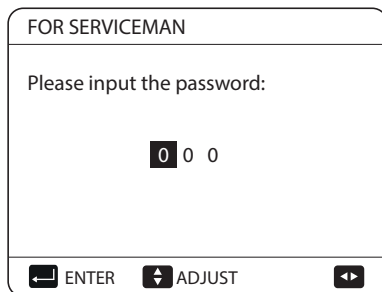 FOR SERVICEMAN
Please input the password:
0 0 0
ENTER ADJUST